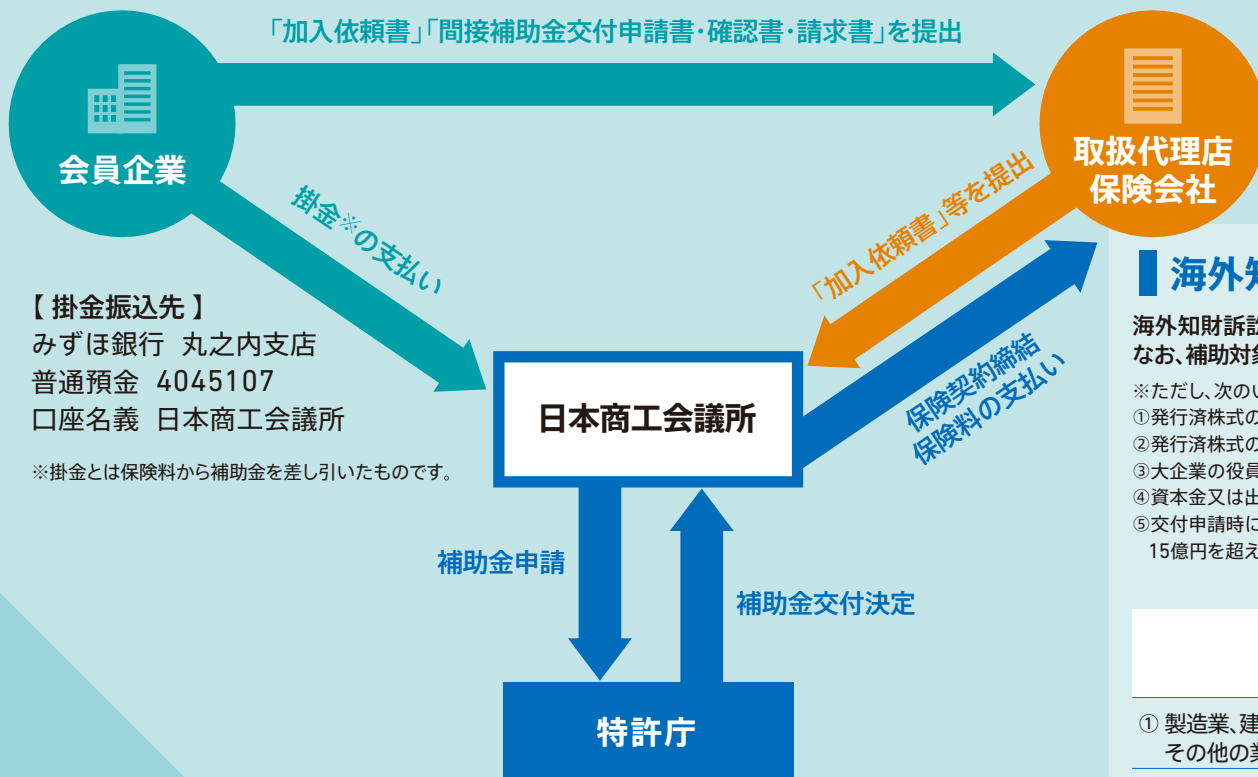 「加入依頼書」「間接補助金交付申請書・確認書・請求書」を提出
会員企業
取扱代理店
保険会社
掛金※の支払い
「加入依頼書」等を提出
保険契約締結
保険料の支払い
【 掛金振込先 】
みずほ銀行 丸之内支店
普通預金 4045107
口座名義 日本商工会議所
※掛金とは保険料から補助金を差し引いたものです。
日本商工会議所
補助金申請
補助金交付決定
特許庁
海外知
海外知財訴訟
なお、補助対象
※ただし、次のい
①発行済株式の
②発行済株式の
③大企業の役員
④資本金又は出
⑤交付申請時に
15億円を超え
① 製造業、建
その他の業